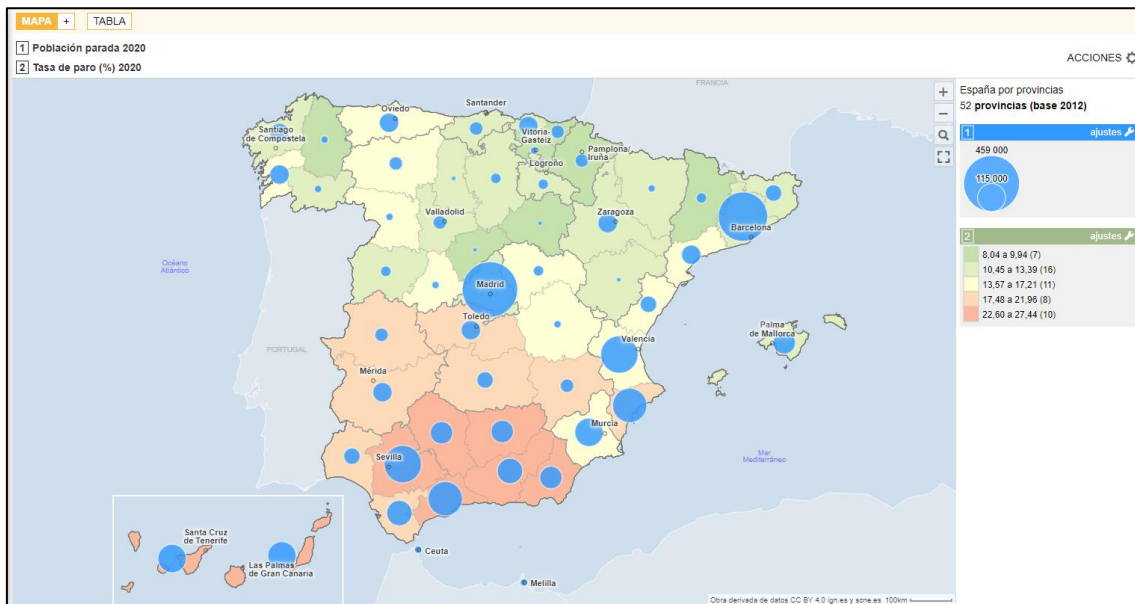 MAPA + TABLA
1 Población parada 2020
2 Tasa de paro (%) 2020
ACCIONES
España por provincias
52 provincias (base 2012)
1 ajustes
459 000
115 000
2 ajustes
8,04 a 9,94 (7)
10,45 a 13,39 (16)
13,57 a 17,21 (11)
17,48 a 21,96 (8)
22,60 a 27,44 (10)
+
−
FRANCIA
Oviedo
Santander
Santiago
de Compostela
Vitoria-
Gasteiz
Pamplona
Iruña
Logroño
Valladolid
Zaragoza
Barcelona
Océano
Atlántico
Madrid
Toledo
Palma
de Mallorca
Valencia
PORTUGAL
Mérida
Murcia
Sevilla
Mar
Mediterráneo
Santa Cruz
de Tenerife
Las Palmas
de Gran Canaria
Ceuta
Melilla
Obra derivada de datos CC BY 4.0 ign.es y scne.es 100km